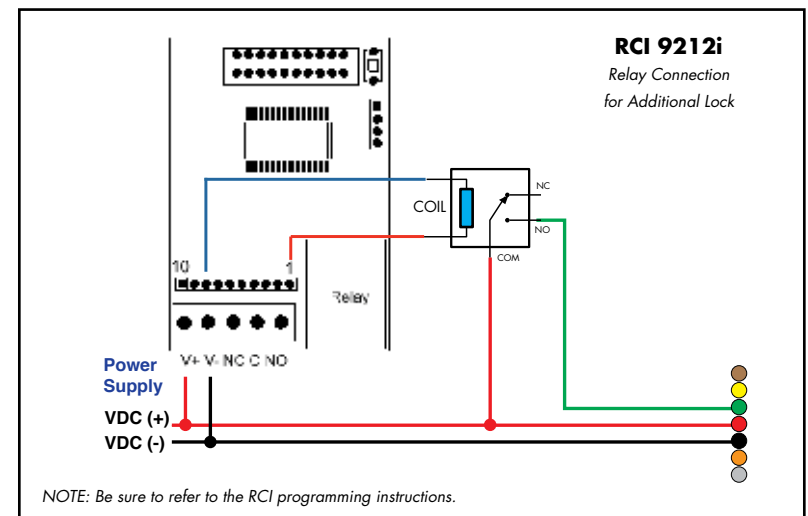 RCI 9212i
Relay Connection
for Additional Lock
NC
COIL
NO
COM
10 1
Relay
V+ V- NC C NO
Power
Supply
VDC (+)
VDC (-)
NOTE: Be sure to refer to the RCI programming instructions.